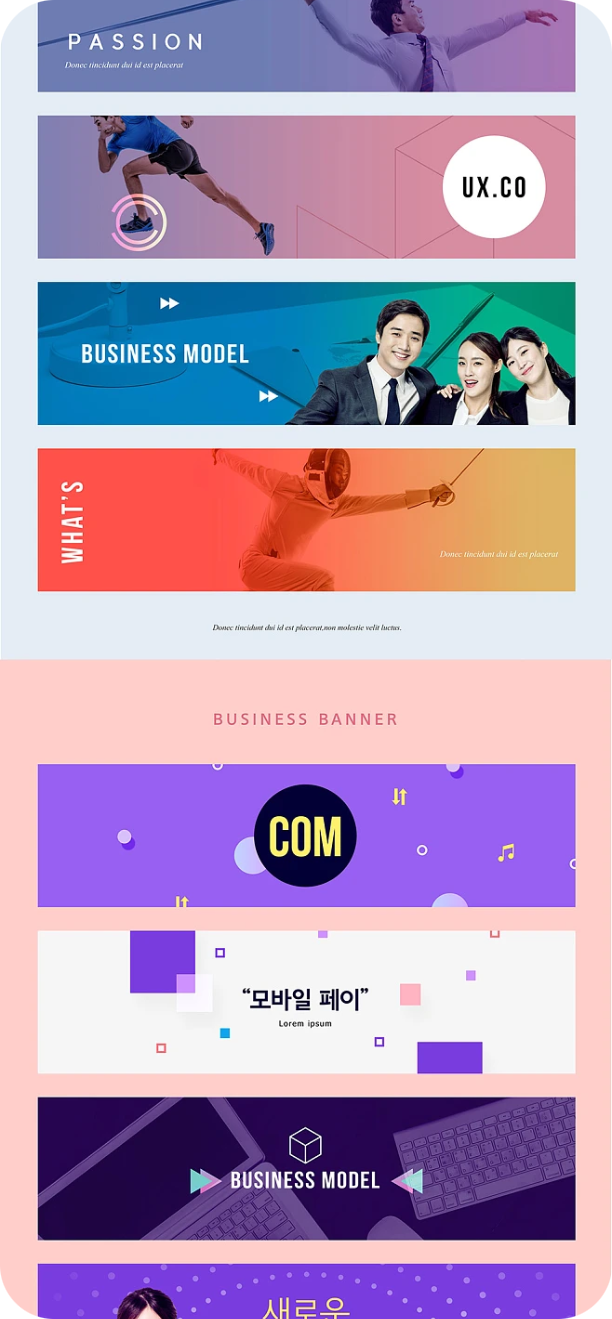 PASSION
Donec tincidunt dui id est placerat
UX.CO
BUSINESS MODEL
WHAT'S
Donec tincidunt dui id est placerat
Donec tincidunt dui id est placerat,non molestie velit luctus.
BUSINESS BANNER
COM
“모바일 페이”
Lorem ipsum
BUSINESS MODEL
새로운